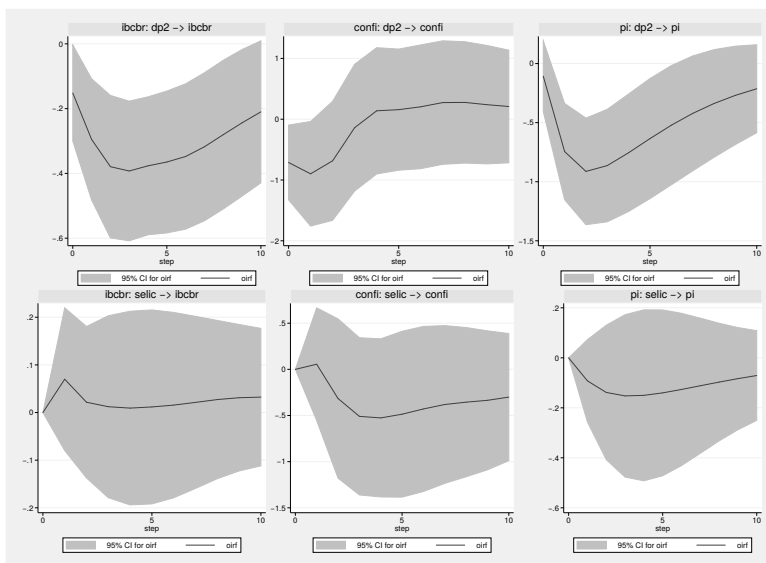 ibcbr: dp2 −> ibcbr
confi: dp2 −> confi
pi: dp2 −> pi
0
−.2
−.4
−.6
0 5 10
step
1
0
−1
−2
0 5 10
step
0
−.5
−1
−1.5
0 5 10
step
95% CI for oirf oirf
95% CI for oirf oirf
95% CI for oirf oirf
ibcbr: selic −> ibcbr
confi: selic −> confi
pi: selic −> pi
.2
.1
0
−.1
−.2
0 5 10
step
.5
0
−.5
−1
−1.5
0 5 10
step
.2
0
−.2
−.4
−.6
0 5 10
step
95% CI for oirf oirf
95% CI for oirf oirf
95% CI for oirf oirf